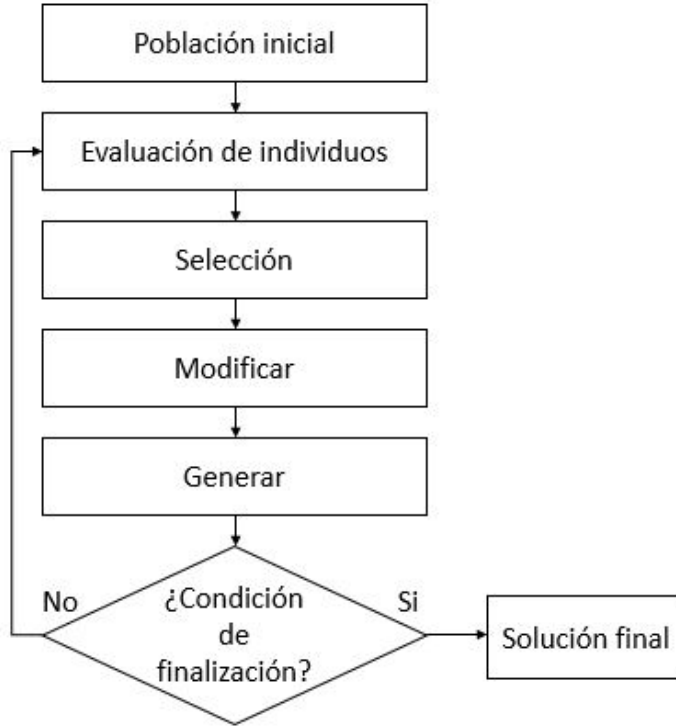 Población inicial
Evaluación de individuos
Selección
Modificar
Generar
No
¿Condición
de
finalización?
Si
Solución final